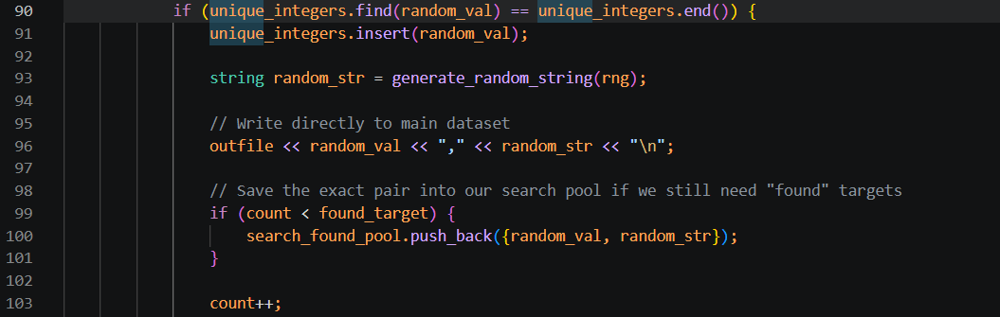 90 if (unique_integers.find(random_val) == unique_integers.end()) {
91 unique_integers.insert(random_val);
92
93 string random_str = generate_random_string(rng);
94
95 // Write directly to main dataset
96 outfile << random_val << "," << random_str << "\n";
97
98 // Save the exact pair into our search pool if we still need "found" targets
99 if (count < found_target) {
100 search_found_pool.push_back({random_val, random_str});
101 }
102
103 count++;